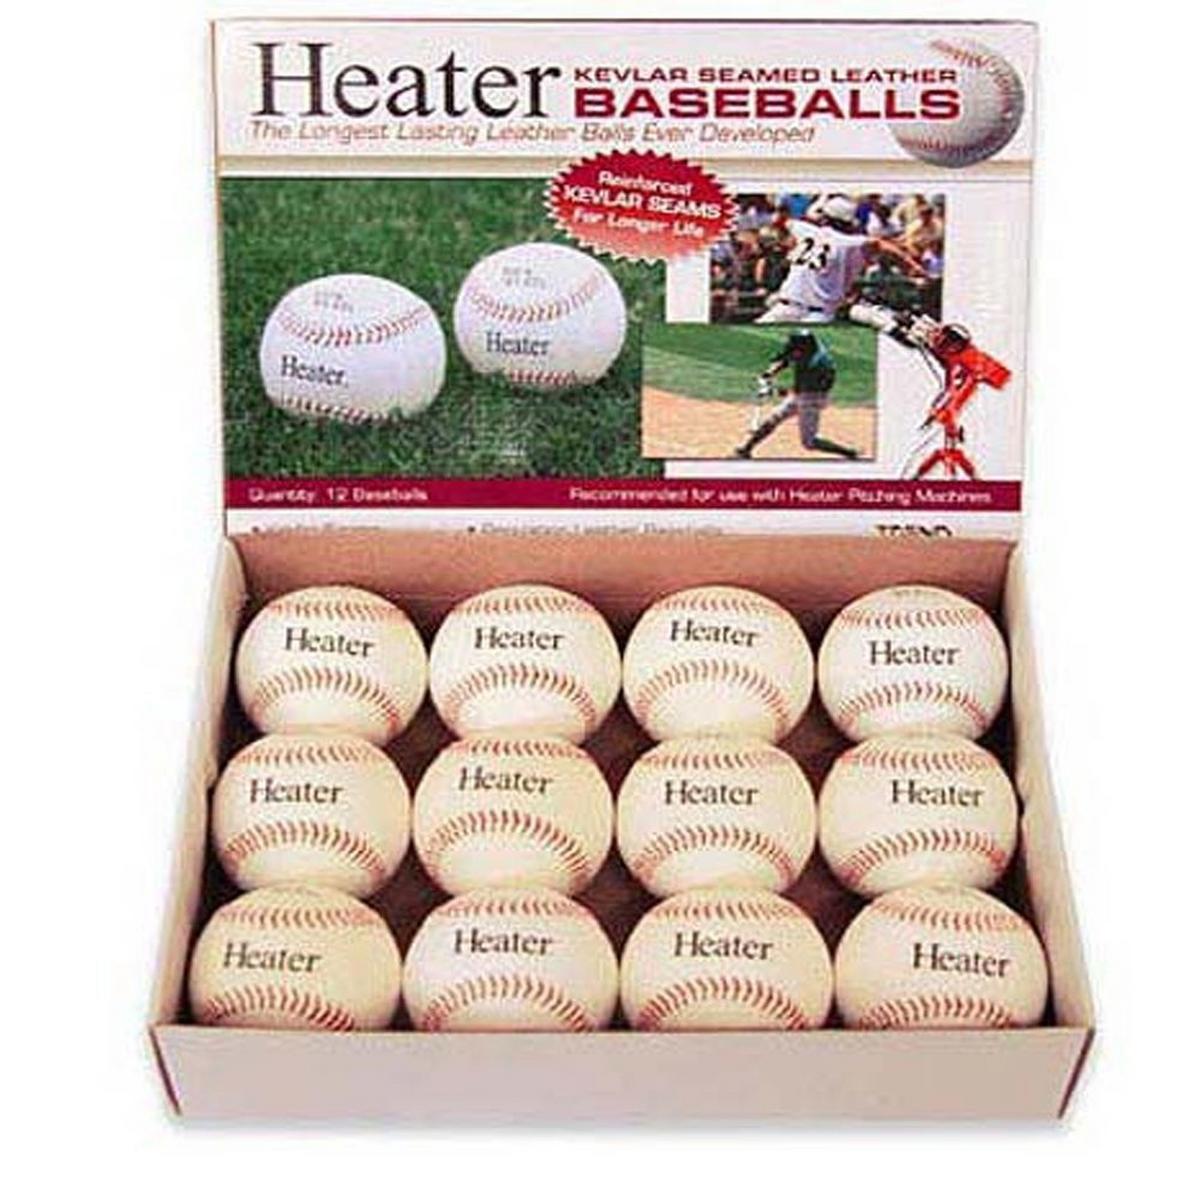 Heater
KEVLAR SEAMED LEATHER
BASEBALLS
The Longest Lasting Leather Balls Ever Developed
Reinforced
KEVLAR SEAMS
For Longer Life
23
Heater
Heater
Quantity: 12 Baseballs
Recommended for use with Heater Pitching Machines
Heater Heater Heater Heater
Heater Heater Heater Heater
Heater Heater Heater Heater